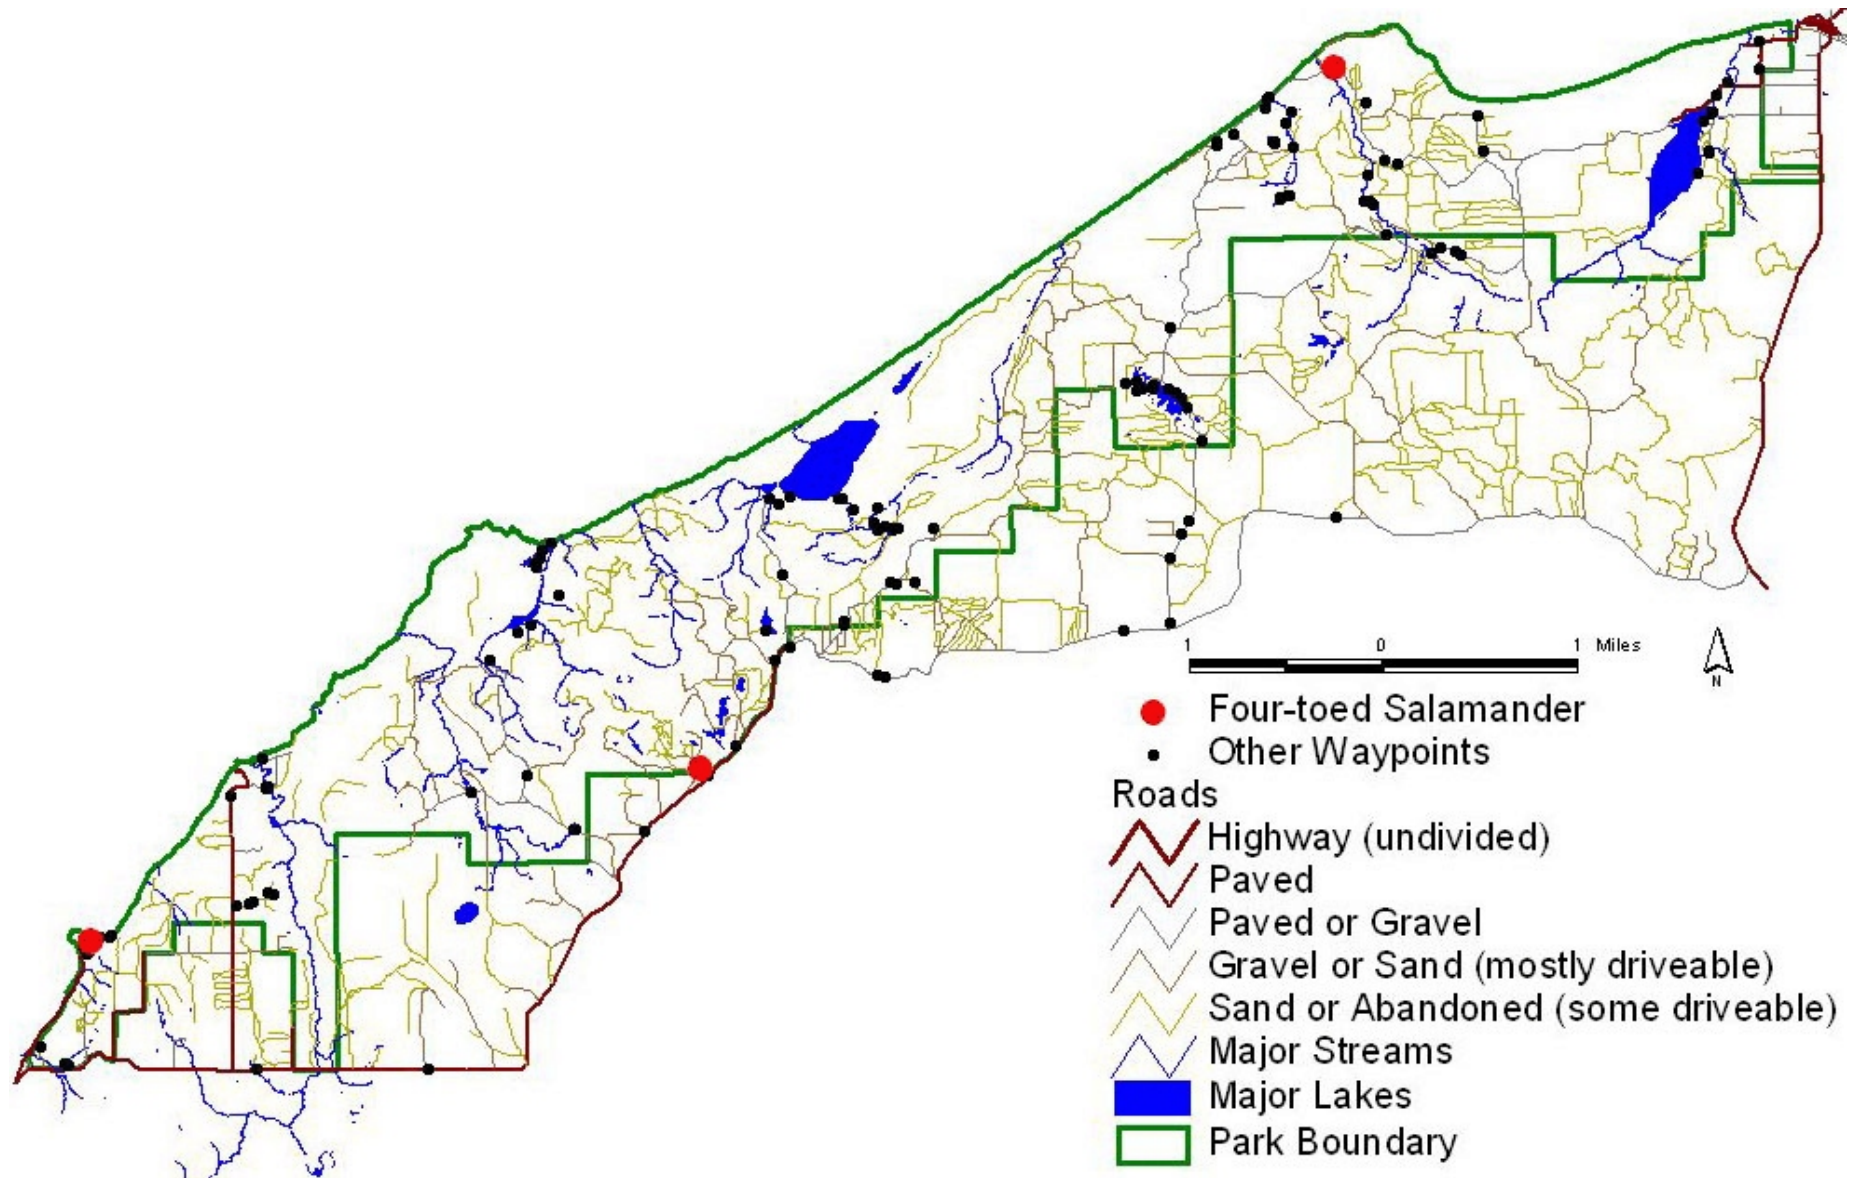 1 0 1 Miles
N
Four-toed Salamander
Other Waypoints
Roads
Highway (undivided)
Paved
Paved or Gravel
Gravel or Sand (mostly driveable)
Sand or Abandoned (some driveable)
Major Streams
Major Lakes
Park Boundary